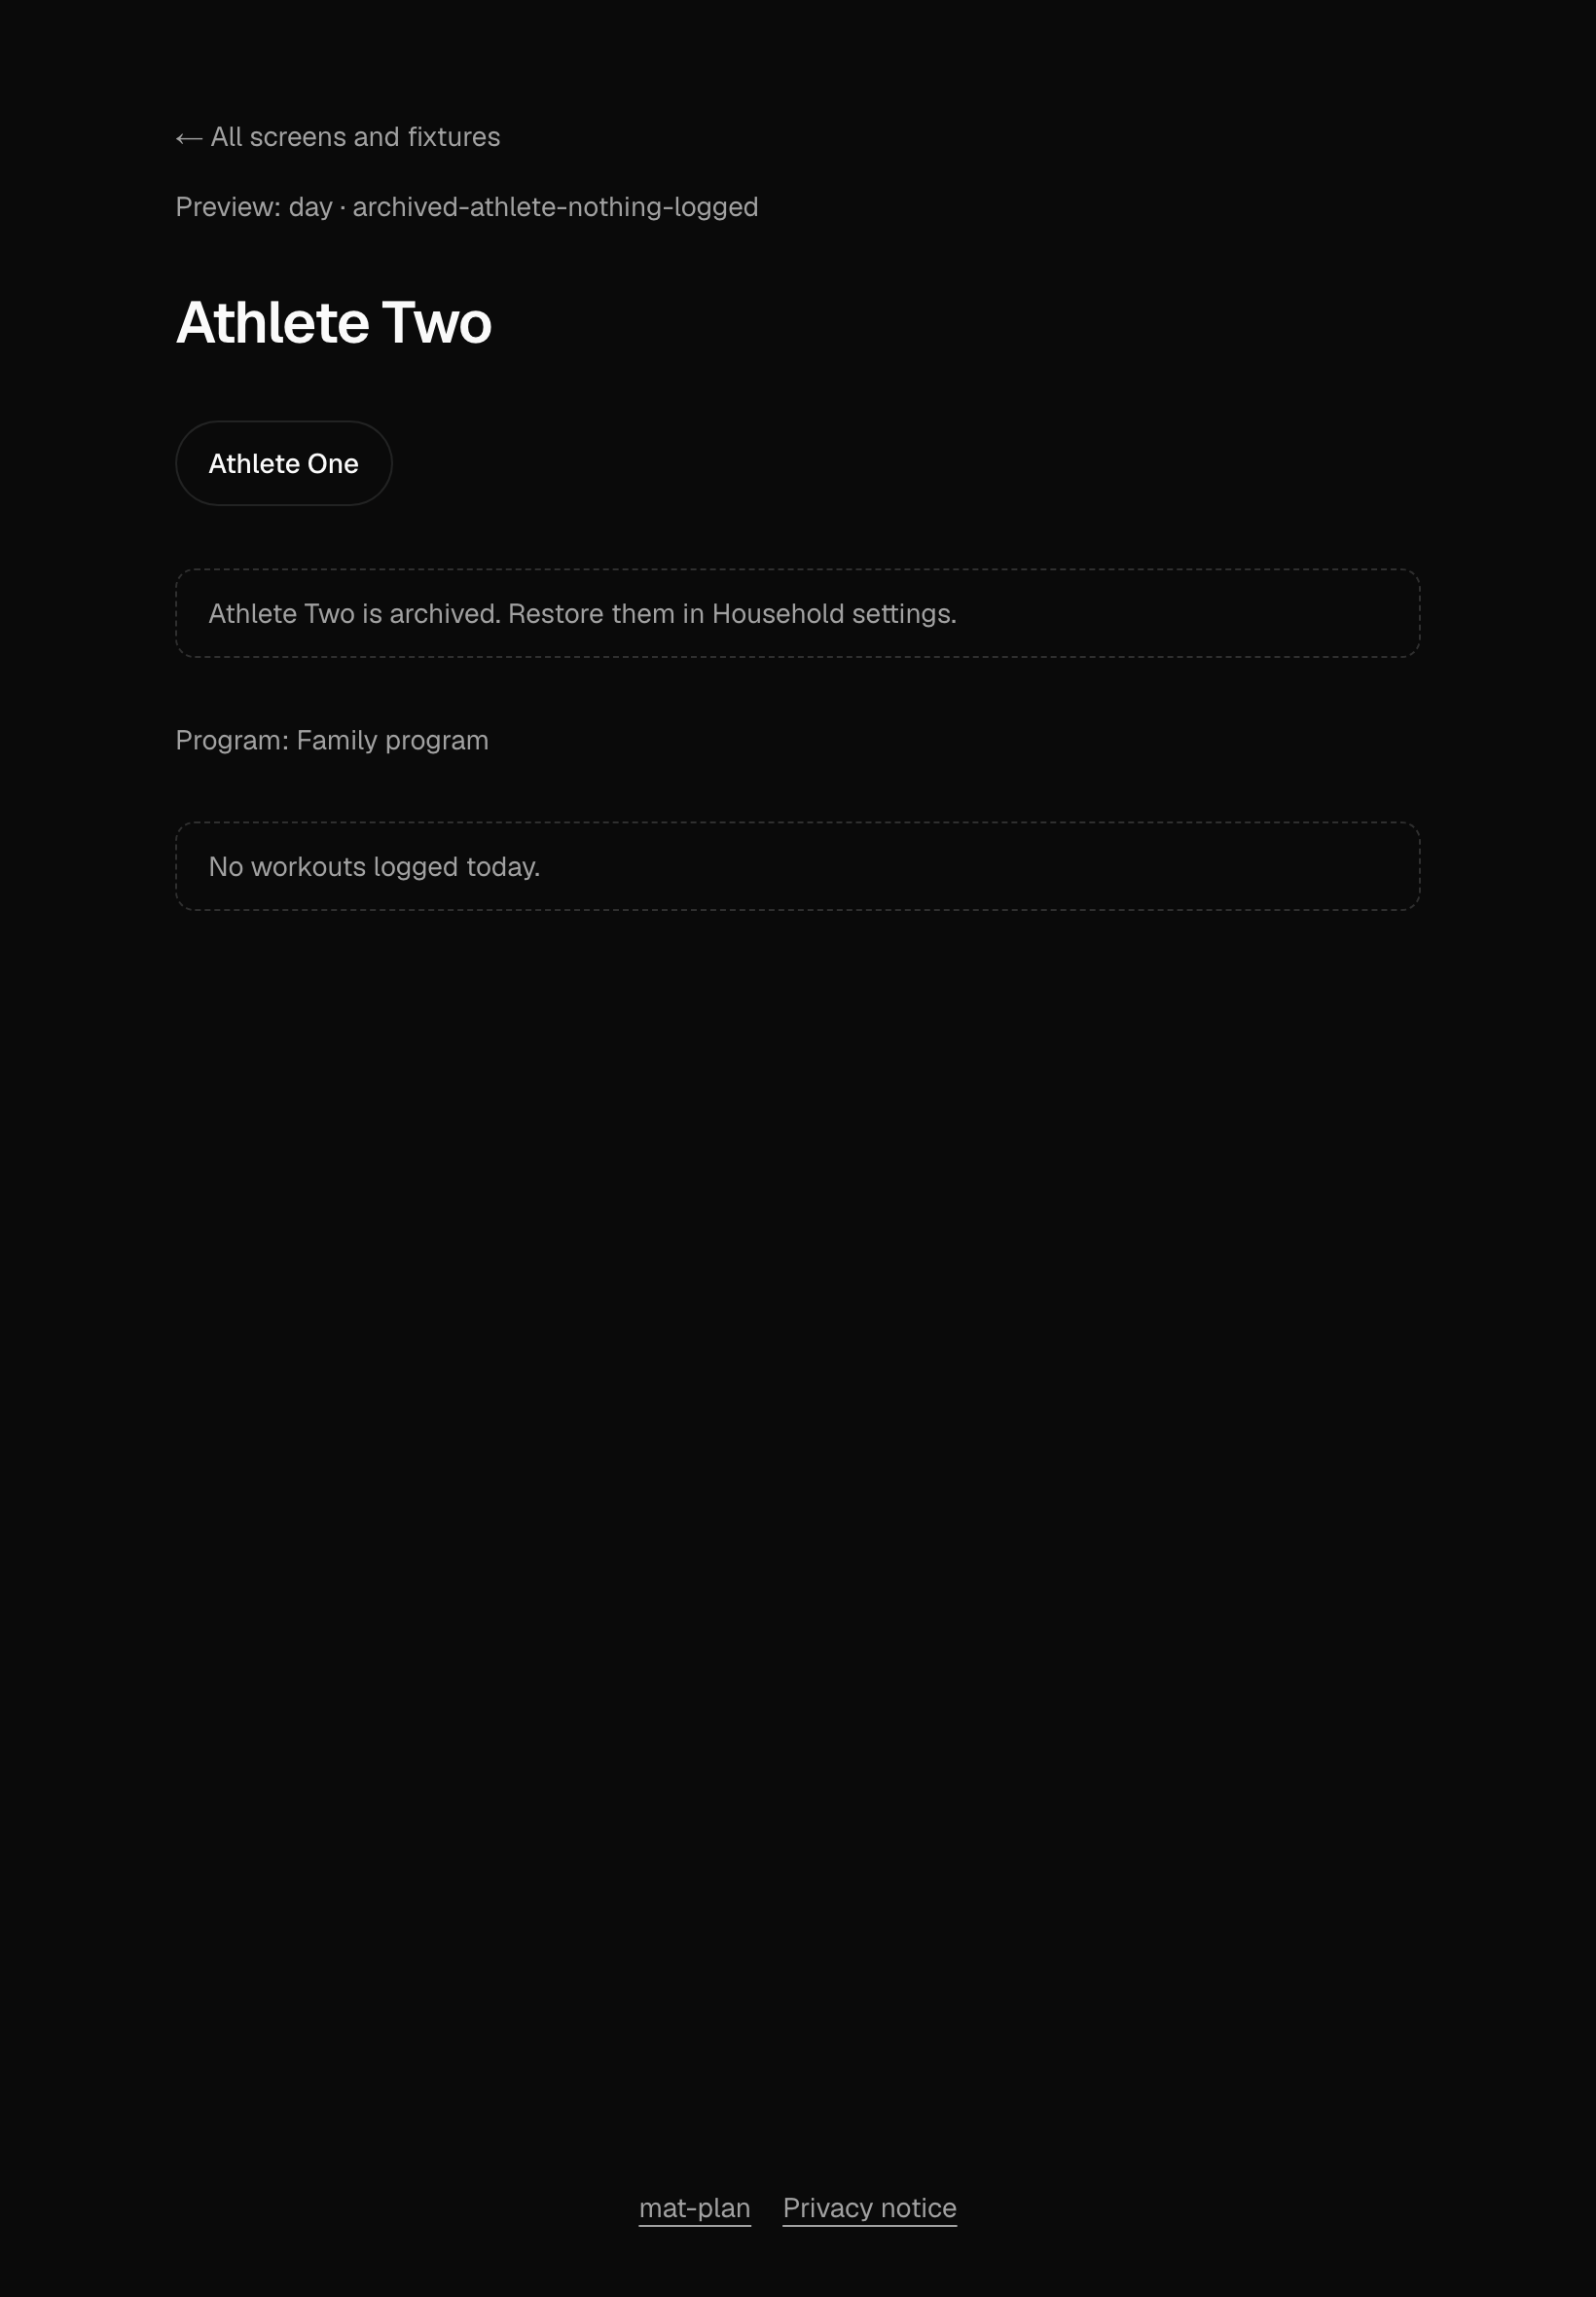 ← All screens and fixtures
Preview: day · archived-athlete-nothing-logged
Athlete Two
Athlete One
Athlete Two is archived. Restore them in Household settings.
Program: Family program
No workouts logged today.
mat-plan Privacy notice